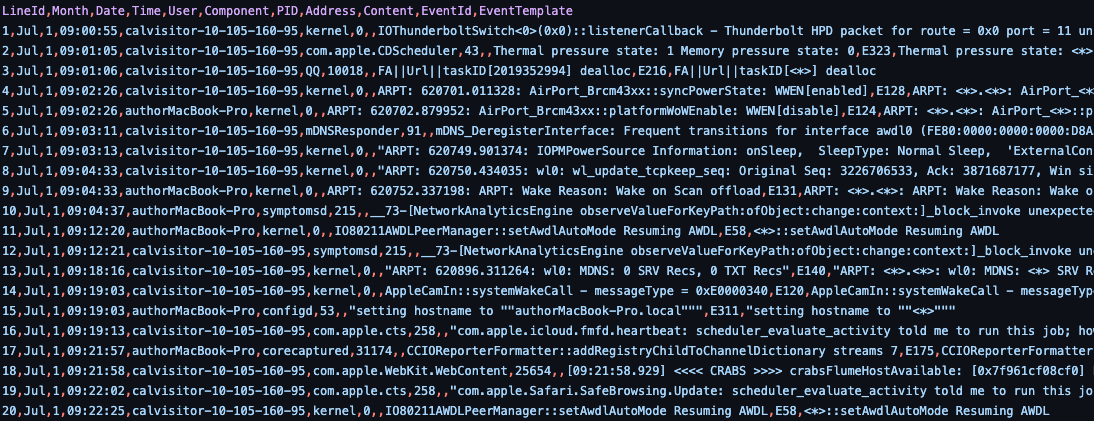 LineId,Month,Date,Time,User,Component,PID,Address,Content,EventId,EventTemplate
1,Jul,1,09:00:55,calvisitor-10-105-160-95,kernel,0,,IOThunderboltSwitch<0>(0x0)::listenerCallback - Thunderbolt HPD packet for route = 0x0 port = 11 un
2,Jul,1,09:01:05,calvisitor-10-105-160-95,com.apple.CDScheduler,43,,Thermal pressure state: 1 Memory pressure state: 0,E323,Thermal pressure state: <*>
3,Jul,1,09:01:06,calvisitor-10-105-160-95,QQ,10018,,FA||Url||taskID[2019352994] dealloc,E216,FA||Url||taskID[<*>] dealloc
4,Jul,1,09:02:26,calvisitor-10-105-160-95,kernel,0,,ARPT: 620701.011328: AirPort_Brcm43xx::syncPowerState: WWEN[enabled],E128,ARPT: <*>.<*>: AirPort_<*
5,Jul,1,09:02:26,authorMacBook-Pro,kernel,0,,ARPT: 620702.879952: AirPort_Brcm43xx::platformWoWEnable: WWEN[disable],E124,ARPT: <*>.<*>: AirPort_<*>::p
6,Jul,1,09:03:11,calvisitor-10-105-160-95,mDNSResponder,91,,mDNS_DeregisterInterface: Frequent transitions for interface awdl0 (FE80:0000:0000:0000:D8A
7,Jul,1,09:03:13,calvisitor-10-105-160-95,kernel,0,,"ARPT: 620749.901374: IOPMPowerSource Information: onSleep,  SleepType: Normal Sleep,  'ExternalCon
8,Jul,1,09:04:33,calvisitor-10-105-160-95,kernel,0,,"ARPT: 620750.434035: wl0: wl_update_tcpkeep_seq: Original Seq: 3226706533, Ack: 3871687177, Win si
9,Jul,1,09:04:33,authorMacBook-Pro,kernel,0,,ARPT: 620752.337198: ARPT: Wake Reason: Wake on Scan offload,E131,ARPT: <*>.<*>: ARPT: Wake Reason: Wake o
10,Jul,1,09:04:37,authorMacBook-Pro,symptomsd,215,,__73-[NetworkAnalyticsEngine observeValueForKeyPath:ofObject:change:context:]_block_invoke unexpecte
11,Jul,1,09:12:20,authorMacBook-Pro,kernel,0,,IO80211AWDLPeerManager::setAwdlAutoMode Resuming AWDL,E58,<*>::setAwdlAutoMode Resuming AWDL
12,Jul,1,09:12:21,calvisitor-10-105-160-95,symptomsd,215,,__73-[NetworkAnalyticsEngine observeValueForKeyPath:ofObject:change:context:]_block_invoke un
13,Jul,1,09:18:16,calvisitor-10-105-160-95,kernel,0,,"ARPT: 620896.311264: wl0: MDNS: 0 SRV Recs, 0 TXT Recs",E140,"ARPT: <*>.<*>: wl0: MDNS: <*> SRV R
14,Jul,1,09:19:03,calvisitor-10-105-160-95,kernel,0,,AppleCamIn::systemWakeCall - messageType = 0xE0000340,E120,AppleCamIn::systemWakeCall - messageTyp
15,Jul,1,09:19:03,authorMacBook-Pro,configd,53,,"setting hostname to ""authorMacBook-Pro.local""",E311,"setting hostname to ""<*>"""
16,Jul,1,09:19:13,calvisitor-10-105-160-95,com.apple.cts,258,,"com.apple.icloud.fmfd.heartbeat: scheduler_evaluate_activity told me to run this job; ho
17,Jul,1,09:21:57,authorMacBook-Pro,corecaptured,31174,,CCIOReporterFormatter::addRegistryChildToChannelDictionary streams 7,E175,CCIOReporterFormatter
18,Jul,1,09:21:58,calvisitor-10-105-160-95,com.apple.WebKit.WebContent,25654,,[09:21:58.929] <<<< CRABS >>>> crabsFlumeHostAvailable: [0x7f961cf08cf0]
19,Jul,1,09:22:02,calvisitor-10-105-160-95,com.apple.cts,258,,"com.apple.Safari.SafeBrowsing.Update: scheduler_evaluate_activity told me to run this jo
20,Jul,1,09:22:25,calvisitor-10-105-160-95,kernel,0,,IO80211AWDLPeerManager::setAwdlAutoMode Resuming AWDL,E58,<*>::setAwdlAutoMode Resuming AWDL